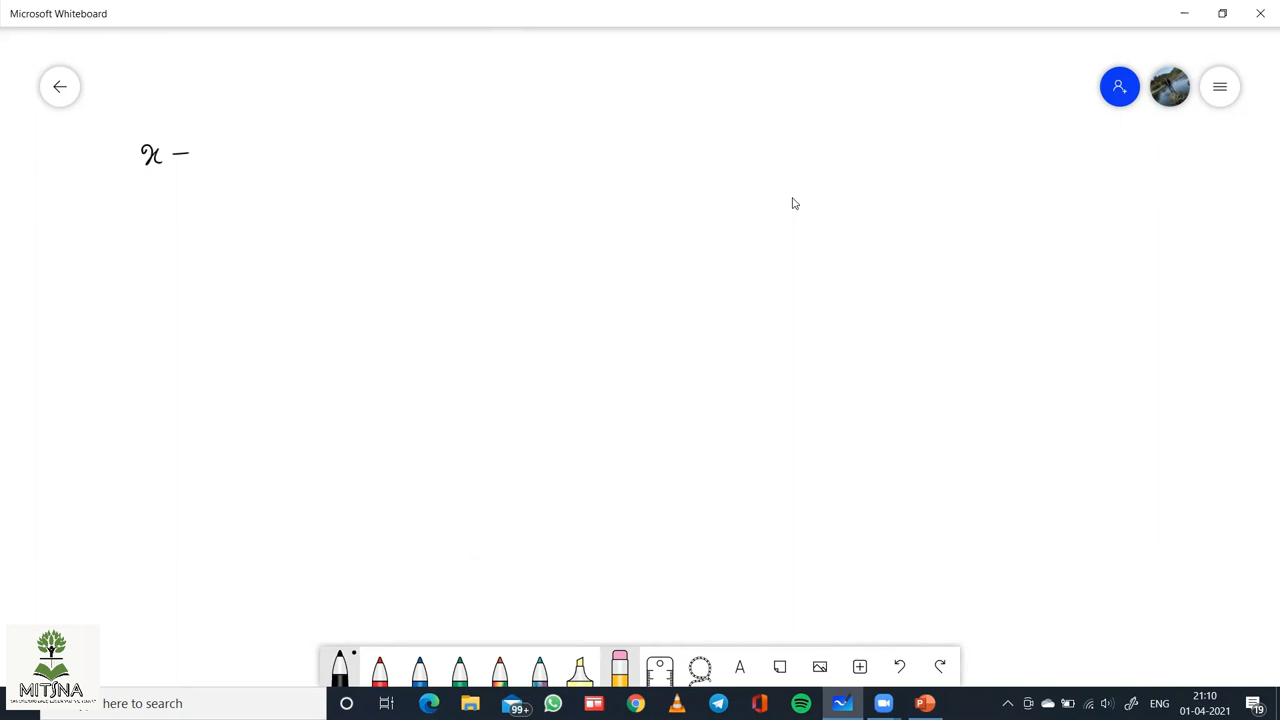 Microsoft Whiteboard
x –
A
MITSNA
here to search
99+
ENG
21:10
01-04-2021
19